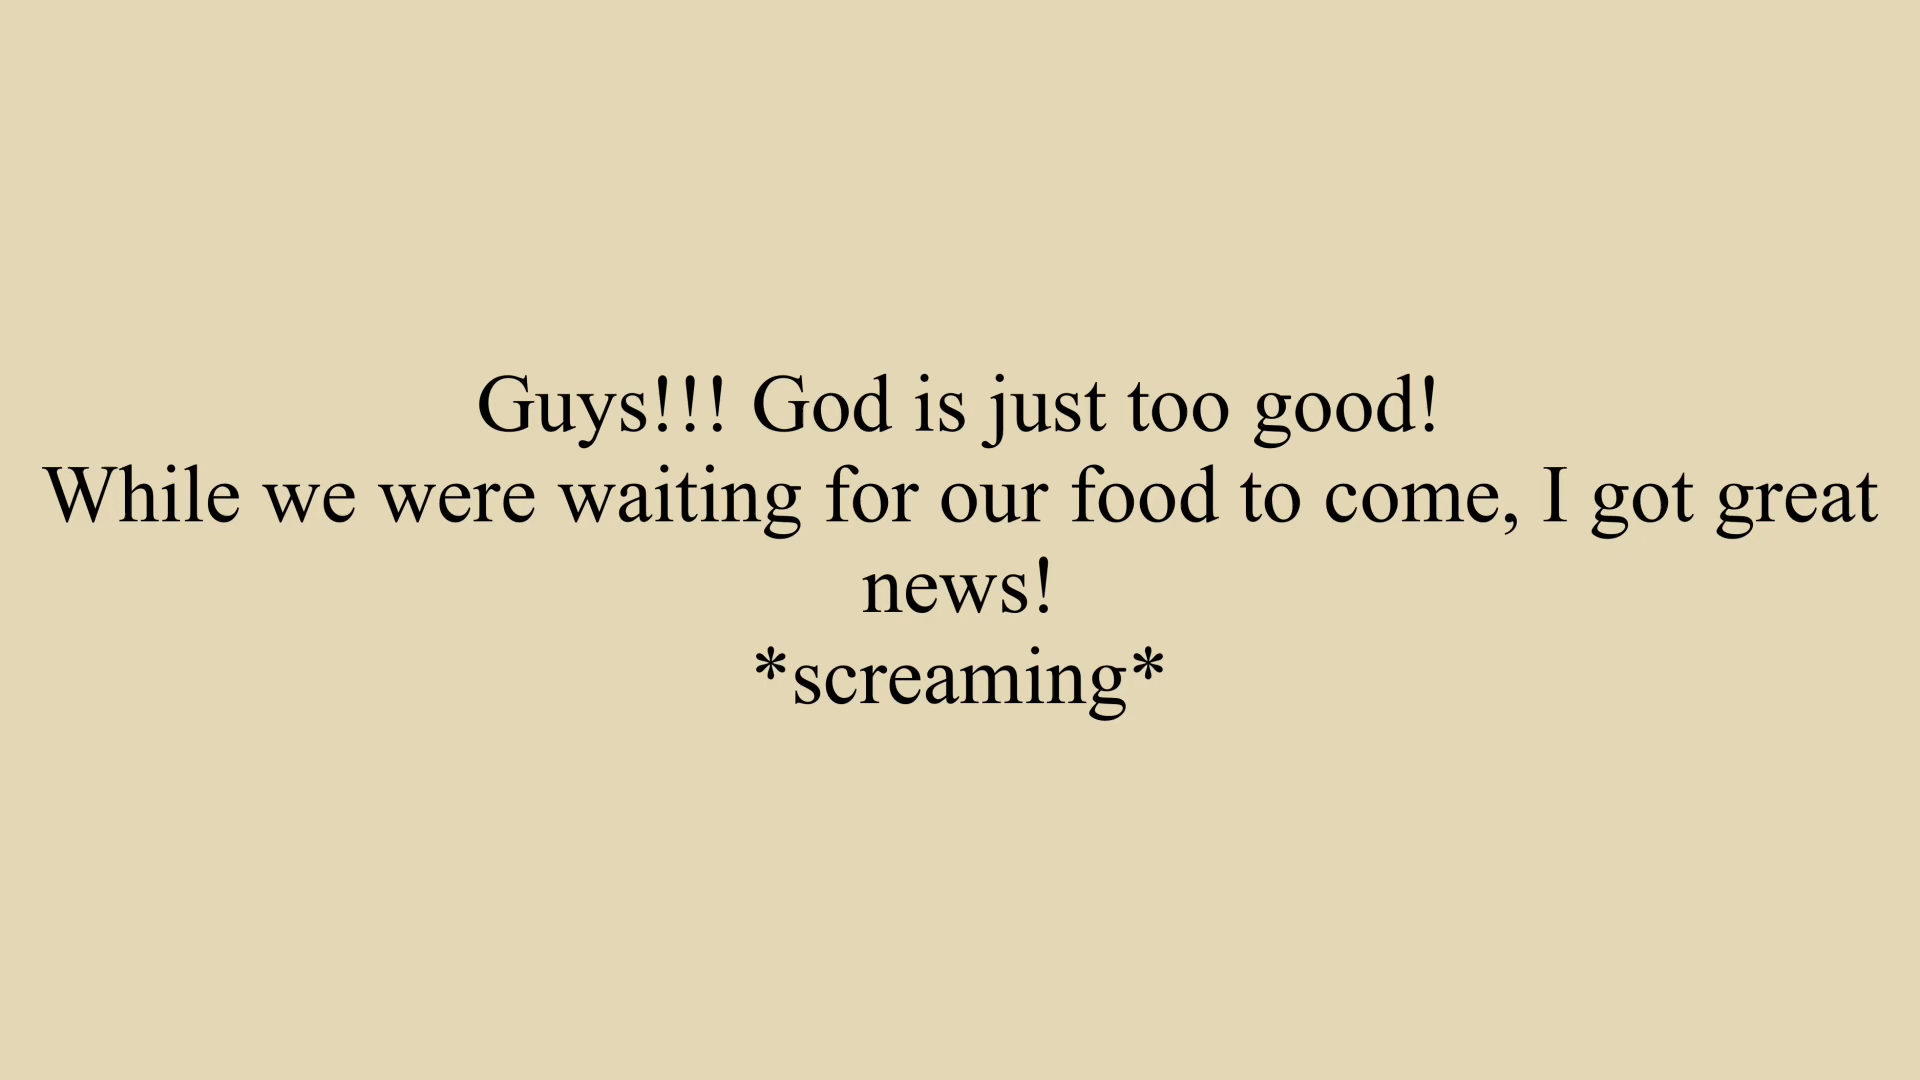 Guys!!! God is just too good!
While we were waiting for our food to come, I got great
news!
*screaming*